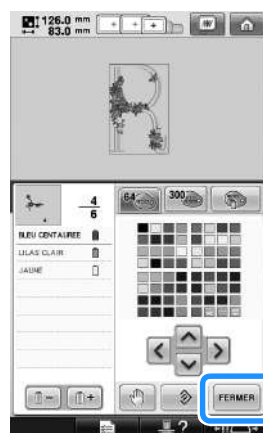 126.0 mm
83.0 mm
4
6
64
300
BLEU CENTAUREE
LILAS CLAIR
JAUNE
FERMER
?